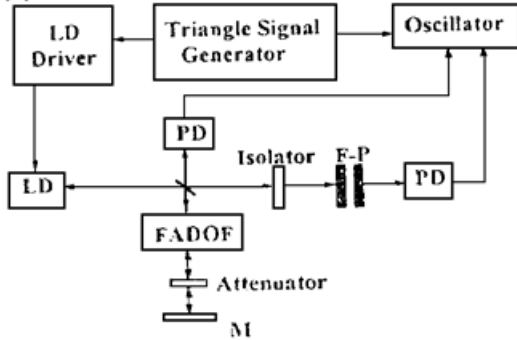 LD
Driver
Triangle Signal
Generator
Oscillator
PD
Isolator
F-P
PD
LD
FADOF
Attenuator
M